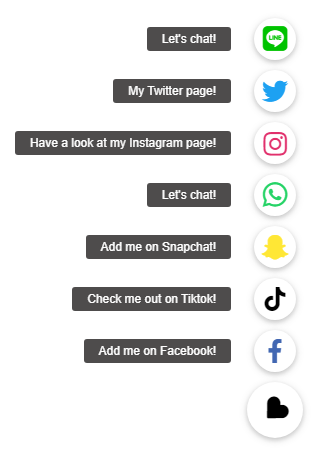 Let's chat!
LINE
My Twitter page!
Have a look at my Instagram page!
Let's chat!
Add me on Snapchat!
Check me out on Tiktok!
Add me on Facebook!